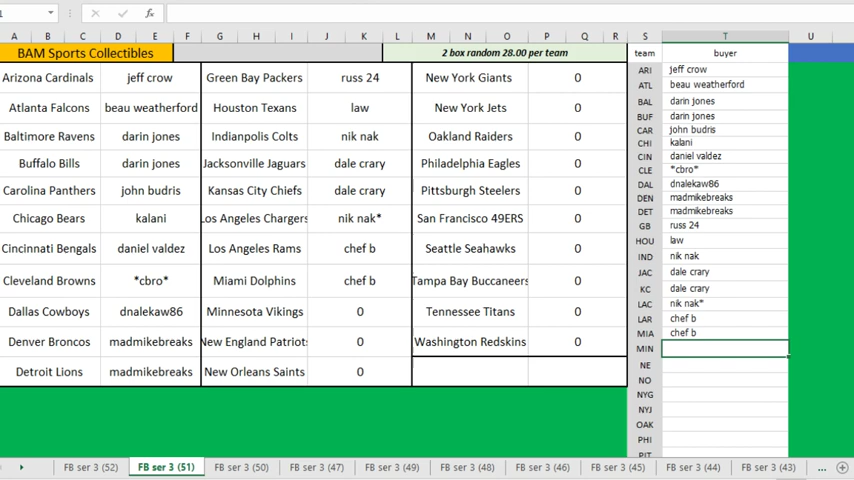 fx
A B C D E F G H I J K L M N O P Q R S T U V
BAM Sports Collectibles 2 box random 28.00 per team team buyer
Arizona Cardinals jeff crow Green Bay Packers russ 24 New York Giants 0 ARI jeff crow
Atlanta Falcons beau weatherford Houston Texans law New York Jets 0 ATL beau weatherford
Baltimore Ravens darin jones Indianpolis Colts nik nak Oakland Raiders 0 BAL darin jones
Buffalo Bills darin jones Jacksonville Jaguars dale crary Philadelphia Eagles 0 BUF darin jones
Carolina Panthers john budris Kansas City Chiefs dale crary Pittsburgh Steelers 0 CAR john budris
Chicago Bears kalani Los Angeles Chargers nik nak* San Francisco 49ERS 0 CHI kalani
Cincinnati Bengals daniel valdez Los Angeles Rams chef b Seattle Seahawks 0 CIN daniel valdez
Cleveland Browns *cbro* Miami Dolphins chef b Tampa Bay Buccaneers 0 CLE *cbro*
Dallas Cowboys dnalekaw86 Minnesota Vikings 0 Tennessee Titans 0 DAL dnalekaw86
Denver Broncos madmikebreaks New England Patriots 0 Washington Redskins 0 DEN madmikebreaks
Detroit Lions madmikebreaks New Orleans Saints 0 DET madmikebreaks
GB russ 24
HOU law
IND nik nak
JAC dale crary
KC dale crary
LAC nik nak*
LAR chef b
MIA chef b
MIN
NE
NO
NYG
NYJ
OAK
PHI
PIT
FB ser 3 (52) FB ser 3 (51) FB ser 3 (50) FB ser 3 (47) FB ser 3 (49) FB ser 3 (48) FB ser 3 (46) FB ser 3 (45) FB ser 3 (44) FB ser 3 (43) ...